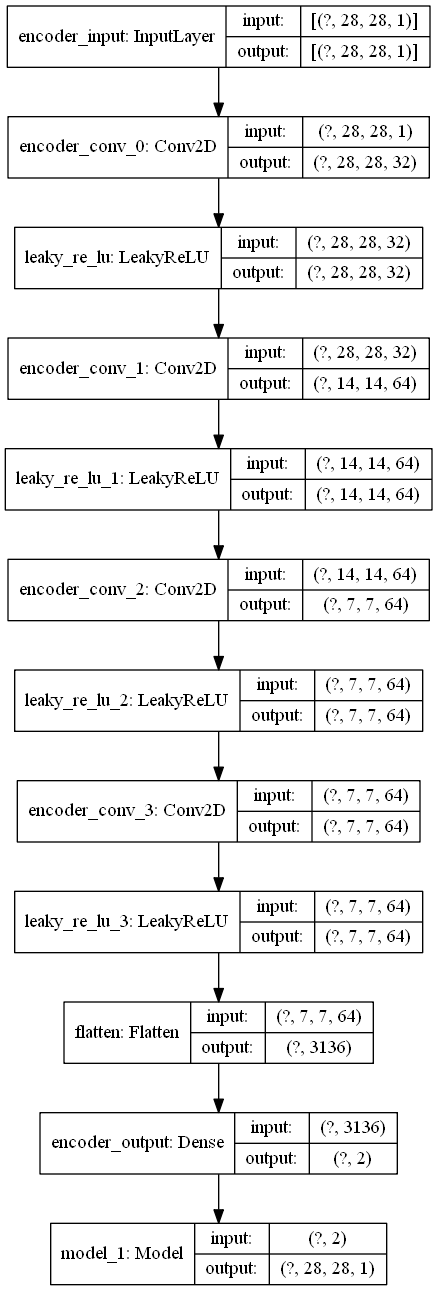 encoder_input: InputLayer
input:
[(?, 28, 28, 1)]
output:
[(?, 28, 28, 1)]
encoder_conv_0: Conv2D
input:
(?, 28, 28, 1)
output:
(?, 28, 28, 32)
leaky_re_lu: LeakyReLU
input:
(?, 28, 28, 32)
output:
(?, 28, 28, 32)
encoder_conv_1: Conv2D
input:
(?, 28, 28, 32)
output:
(?, 14, 14, 64)
leaky_re_lu_1: LeakyReLU
input:
(?, 14, 14, 64)
output:
(?, 14, 14, 64)
encoder_conv_2: Conv2D
input:
(?, 14, 14, 64)
output:
(?, 7, 7, 64)
leaky_re_lu_2: LeakyReLU
input:
(?, 7, 7, 64)
output:
(?, 7, 7, 64)
encoder_conv_3: Conv2D
input:
(?, 7, 7, 64)
output:
(?, 7, 7, 64)
leaky_re_lu_3: LeakyReLU
input:
(?, 7, 7, 64)
output:
(?, 7, 7, 64)
flatten: Flatten
input:
(?, 7, 7, 64)
output:
(?, 3136)
encoder_output: Dense
input:
(?, 3136)
output:
(?, 2)
model_1: Model
input:
(?, 2)
output:
(?, 28, 28, 1)